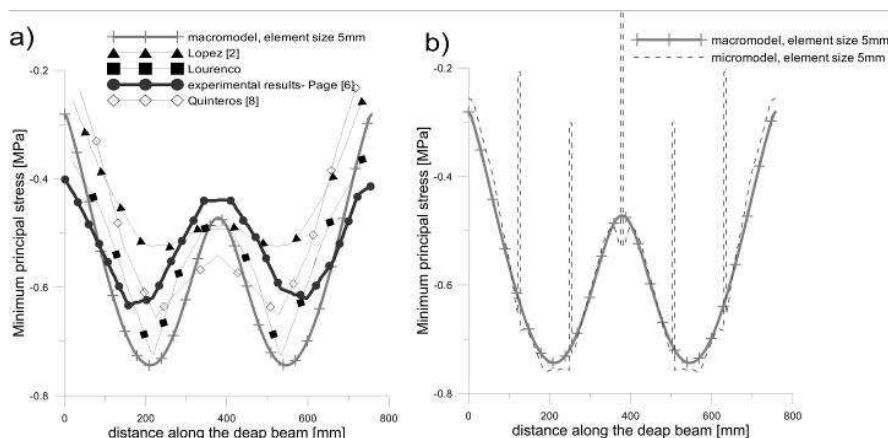 a)
macromodel, element size 5mm
Lopez [2]
Lourenco
experimental results- Page [6]
Quinteros [8]
-0.2
-0.4
-0.6
-0.8
Minimum principal stress [MPa]
0
200
400
600
800
distance along the deap beam [mm]
b)
macromodel, element size 5mm
micromodel, element size 5mm
-0.2
-0.4
-0.6
-0.8
Minimum principal stress [MPa]
0
200
400
600
800
distance along the deap beam [mm]